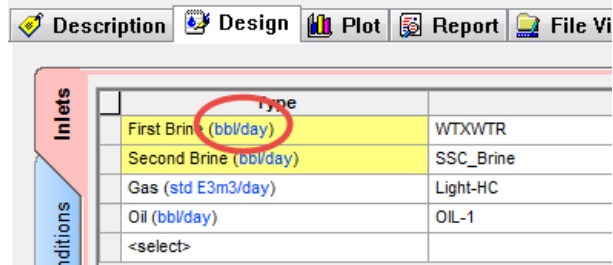 Description Design Plot Report File Vi
Inlets
Type
First Brine (bbl/day) WTXWTR
Second Brine (bbl/day) SSC_Brine
Gas (std E3m3/day) Light-HC
Oil (bbl/day) OIL-1
<select>
nditions